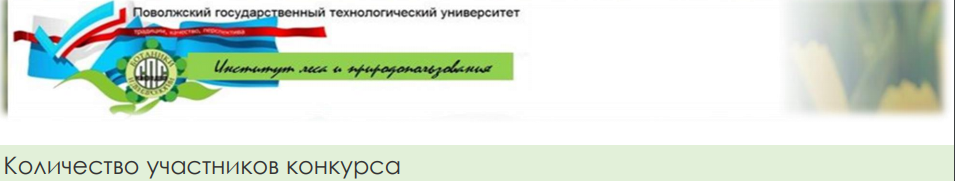 Поволжский государственный технологический университет
традиции, качество, перспектива
Институт леса и природопользования
Количество участников конкурса